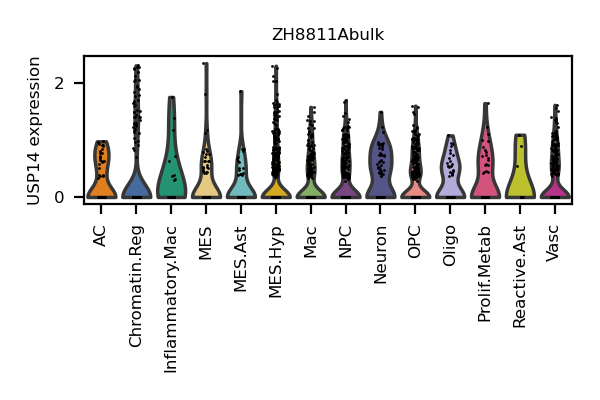 ZH8811Abulk
USP14 expression
2
0
AC
Chromatin.Reg
Inflammatory.Mac
MES
MES.Ast
MES.Hyp
Mac
NPC
Neuron
OPC
Oligo
Prolif.Metab
Reactive.Ast
Vasc